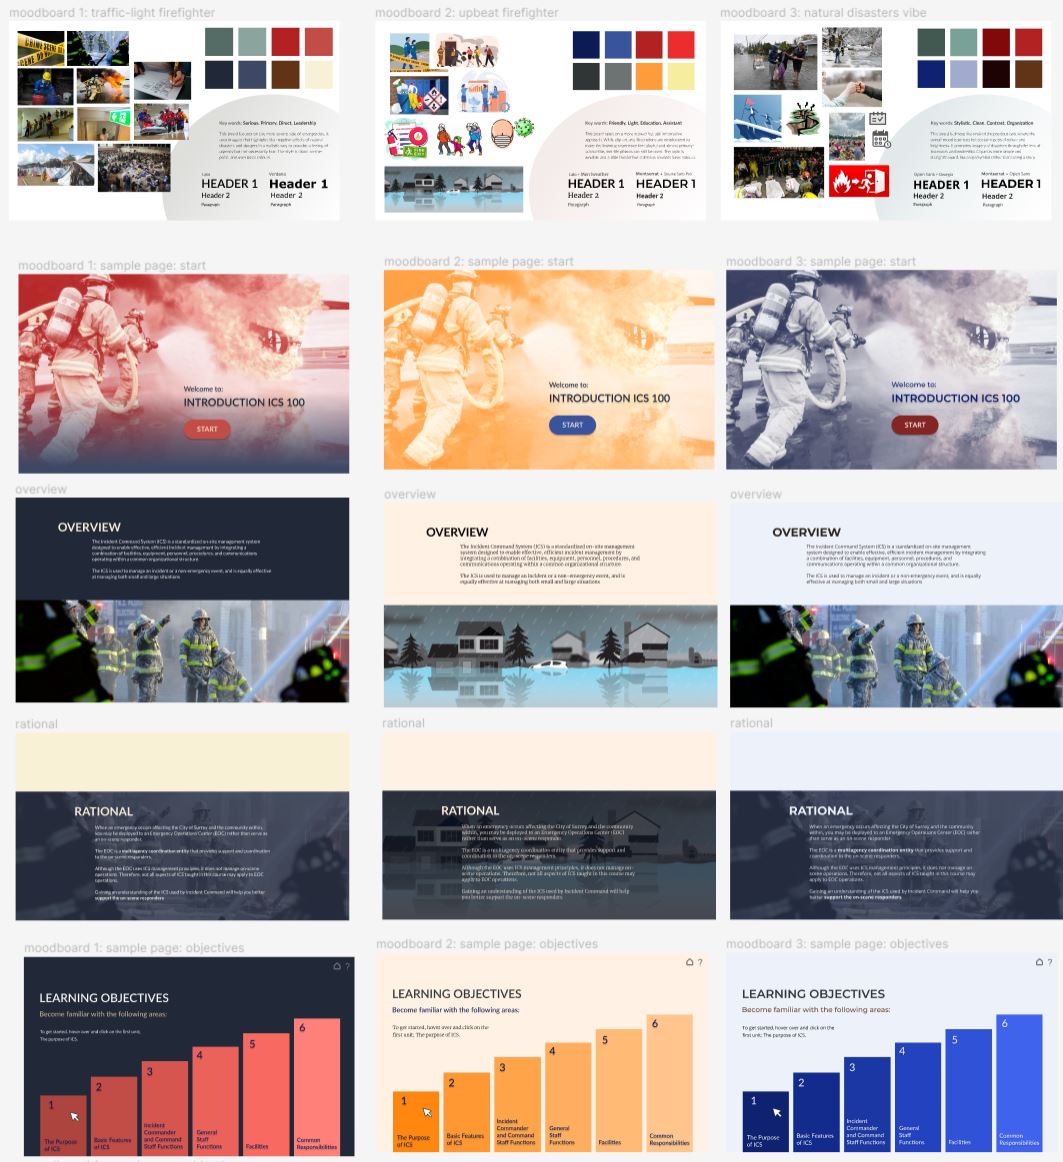 moodboard 1: traffic-light firefighter
moodboard 2: upbeat firefighter
moodboard 3: natural disasters vibe
CRIME SCENE DO
Key words: Serious, Primary, Direct, Leadership
Lato
Verdana
HEADER 1
Header 1
Header 2
Header 2
Paragraph
Paragraph
Key words: Friendly, Light, Education, Assistant
Lato + Merriweather
Montserrat + Source Sans Pro
HEADER 1
HEADER 1
Header 2
Header 2
Paragraph
Paragraph
Key words: Stylistic, Clean, Contrast, Organization
Open Sans + Georgia
Montserrat + Open Sans
HEADER 1
HEADER 1
Header 2
Header 2
Paragraph
Paragraph
moodboard 1: sample page: start
Welcome to:
INTRODUCTION ICS 100
START
moodboard 2: sample page: start
Welcome to:
INTRODUCTION ICS 100
START
moodboard 3: sample page: start
Welcome to:
INTRODUCTION ICS 100
START
overview
OVERVIEW
The Incident Command System (ICS) is a standardized on-site management system
designed to enable effective, efficient incident management by integrating a
combination of facilities, equipment, personnel, procedures, and communications
operating within a common organizational structure
The ICS is used to manage an incident or a non-emergency event, and is equally effective
at managing both small and large situations
overview
OVERVIEW
The Incident Command System (ICS) is a standardized on-site management
system designed to enable effective, efficient incident management by
integrating a combination of facilities, equipment, personnel, procedures, and
communications operating within a common organizational structure
The ICS is used to manage an incident or a non-emergency event, and is
equally effective at managing both small and large situations
overview
OVERVIEW
The Incident Command System (ICS) is a standardized on-site management
system designed to enable effective, efficient incident management by
integrating a combination of facilities, equipment, personnel, procedures, and
communications operating within a common organizational structure.
The ICS is used to manage an incident or a non-emergency event, and is equally
effective at managing both small and large situations
rational
RATIONAL
When an emergency occurs affecting the City of Surrey and the community within,
you may be deployed to an Emergency Operations Center (EOC) rather than serve as
an on-scene responder.
The EOC is a multiagency coordination entity that provides support and coordination
to the on-scene responders.
Although the EOC uses ICS management principles, it does not manage on-scene
operations. Therefore, not all aspects of ICS taught in this course may apply to EOC
operations.
Gaining an understanding of the ICS used by Incident Command will help you better
support the on-scene responders
rational
RATIONAL
When an emergency occurs affecting the City of Surrey and the community
within, you may be deployed to an Emergency Operations Center (EOC)
rather than serve as an on-scene responder.
The EOC is a multiagency coordination entity that provides support and
coordination to the on-scene responders.
Although the EOC uses ICS management principles, it does not manage on-
scene operations. Therefore, not all aspects of ICS taught in this course may
apply to EOC operations.
Gaining an understanding of the ICS used by Incident Command will help
you better support the on-scene responders
rational
RATIONAL
When an emergency occurs affecting the City of Surrey and the community
within, you may be deployed to an Emergency Operations Center (EOC) rather
than serve as an on-scene responder.
The EOC is a multiagency coordination entity that provides support and
coordination to the on-scene responders.
Although the EOC uses ICS management principles, it does not manage on-
scene operations. Therefore, not all aspects of ICS taught in this course may
apply to EOC operations.
Gaining an understanding of the ICS used by Incident Command will help you
better support the on-scene responders
moodboard 1: sample page: objectives
?
LEARNING OBJECTIVES
Become familiar with the following areas:
To get started, hover over and click on the first unit;
The purpose of ICS.
1
The Purpose
of ICS
2
Basic Features
of ICS
3
Incident
Commander
and Command
Staff Functions
4
General
Staff
Functions
5
Facilities
6
Common
Responsibilities
moodboard 2: sample page: objectives
?
LEARNING OBJECTIVES
Become familiar with the following areas:
To get started, hover over and click on the
first unit; The purpose of ICS.
1
The Purpose
of ICS
2
Basic Features
of ICS
3
Incident
Commander
and Command
Staff Functions
4
General
Staff
Functions
5
Facilities
6
Common
Responsibilities
moodboard 3: sample page: objectives
?
LEARNING OBJECTIVES
Become familiar with the following areas:
To get started, hover over and click on the
first unit; The purpose of ICS.
1
The Purpose
of ICS
2
Basic Features
of ICS
3
Incident
Commander
and Command
Staff Functions
4
General
Staff
Functions
5
Facilities
6
Common
Responsibilities